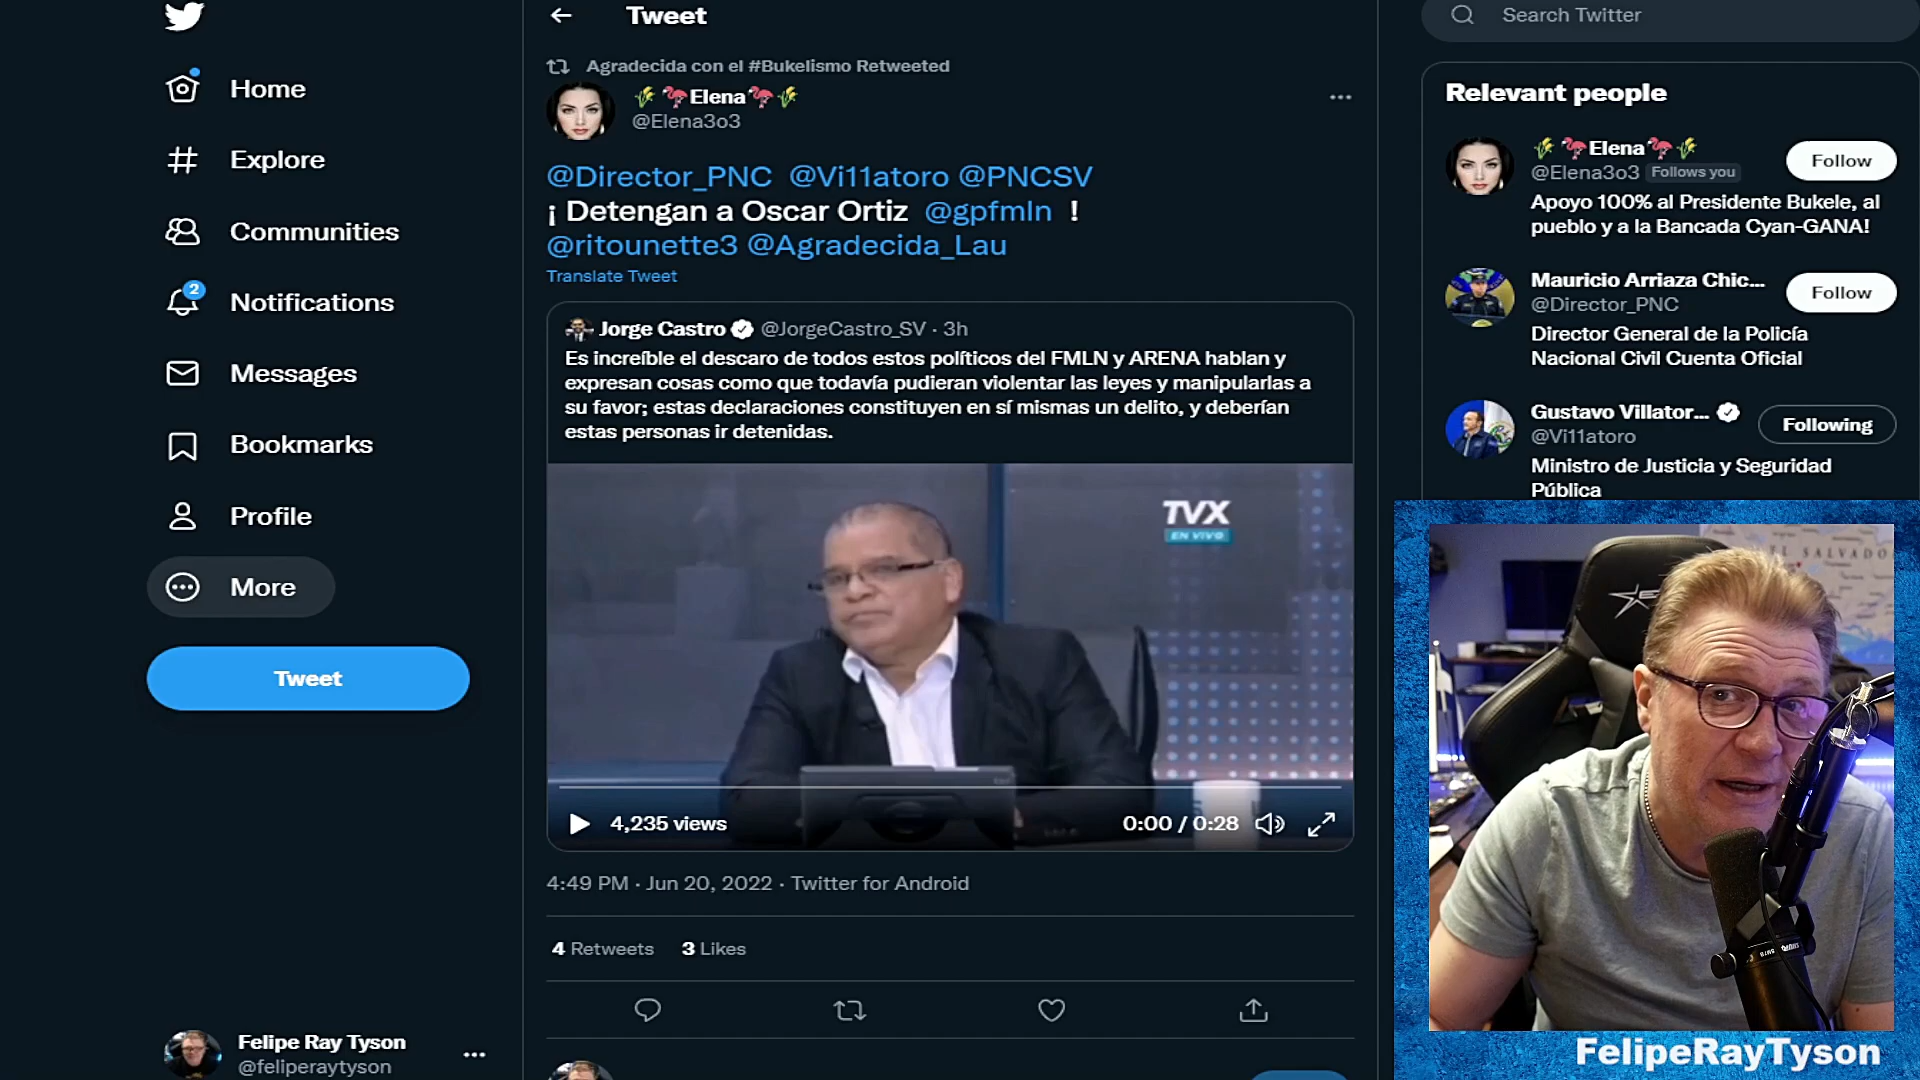 Home
Explore
Communities
2
Notifications
Messages
Bookmarks
Profile
More
Tweet
Felipe Ray Tyson
@feliperaytyson
Tweet
Agradecida con el #Bukelismo Retweeted
Elena
@Elena3o3
@Director_PNC @Vi11atoro @PNCSV
¡ Detengan a Oscar Ortiz @gpfmln !
@ritounette3 @Agradecida_Lau
Translate Tweet
Jorge Castro @JorgeCastro_SV · 3h
Es increíble el descaro de todos estos políticos del FMLN y ARENA hablan y
expresan cosas como que todavía pudieran violentar las leyes y manipularlas a
su favor; estas declaraciones constituyen en sí mismas un delito, y deberían
estas personas ir detenidas.
TVX
EN VIVO
4,235 views
0:00 / 0:28
4:49 PM · Jun 20, 2022 · Twitter for Android
4 Retweets 3 Likes
Search Twitter
Relevant people
Elena
@Elena3o3 Follows you
Follow
Apoyo 100% al Presidente Bukele, al
pueblo y a la Bancada Cyan-GANA!
Mauricio Arriaza Chic...
@Director_PNC
Follow
Director General de la Policía
Nacional Civil Cuenta Oficial
Gustavo Villator...
@Vi11atoro
Following
Ministro de Justicia y Seguridad
Pública
EL SALVADO
FelipeRayTyson